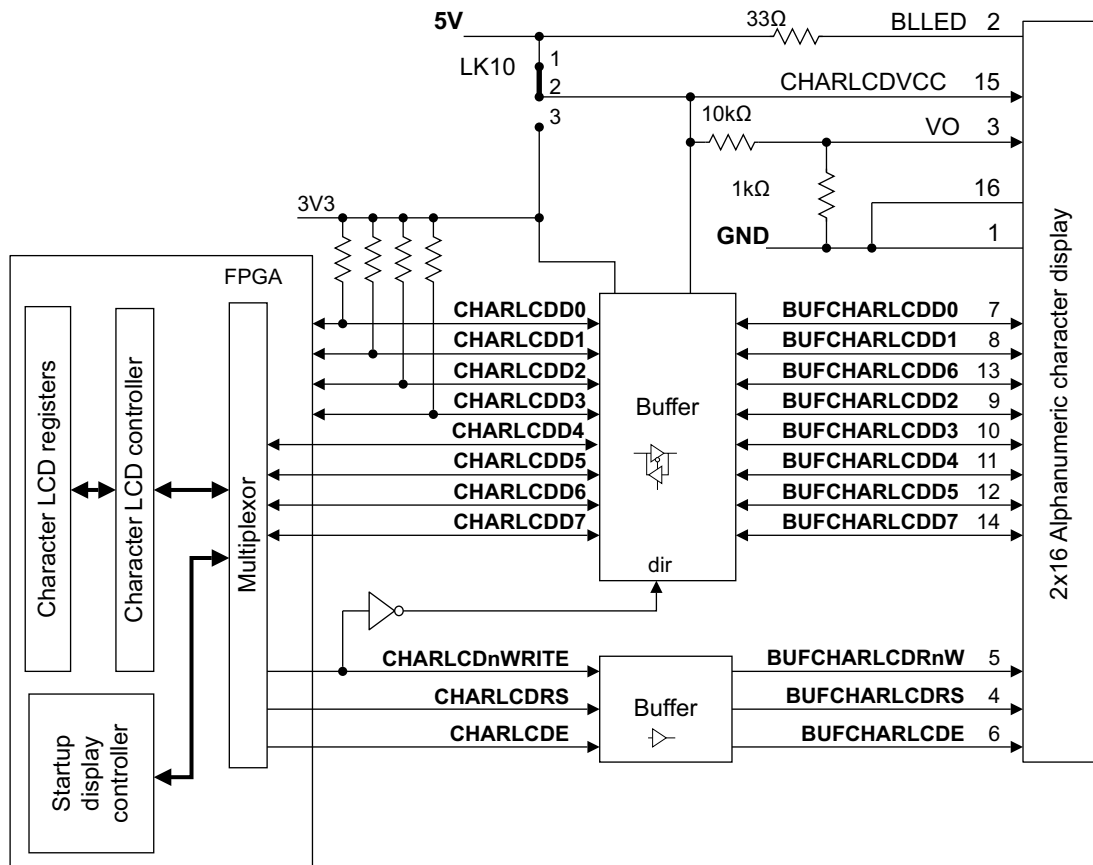 5V 33Ω BLLED 2
LK10 1
2 CHARLCDVCC 15
3 10kΩ VO 3
1kΩ 16
3V3 GND 1
FPGA
CHARLCDD0 BUFCHARLCDD0 7
CHARLCDD1 BUFCHARLCDD1 8
CHARLCDD2 BUFCHARLCDD6 13
CHARLCDD3 Buffer BUFCHARLCDD2 9
CHARLCDD4 BUFCHARLCDD3 10
CHARLCDD5 BUFCHARLCDD4 11
CHARLCDD6 BUFCHARLCDD5 12
CHARLCDD7 BUFCHARLCDD7 14
dir
CHARLCDnWRITE BUFCHARLCDRnW 5
CHARLCDRS Buffer BUFCHARLCDRS 4
CHARLCDE BUFCHARLCDE 6
Character LCD registers
Character LCD controller
Multiplexor
Startup
display
controller
2x16 Alphanumeric character display